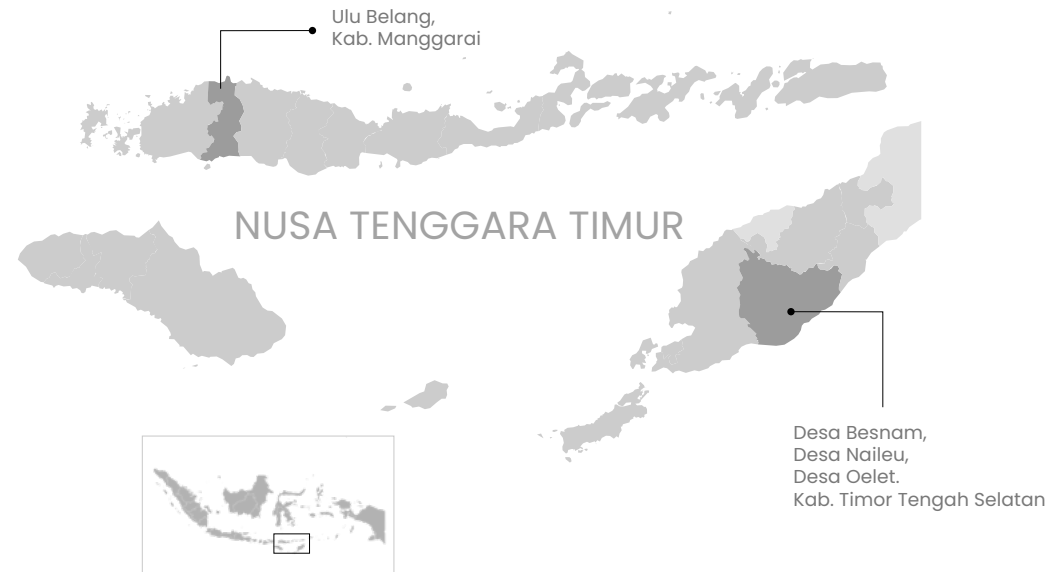 Ulu Belang,
Kab. Manggarai
NUSA TENGGARA TIMUR
Desa Besnam,
Desa Naileu,
Desa Oelet.
Kab. Timor Tengah Selatan